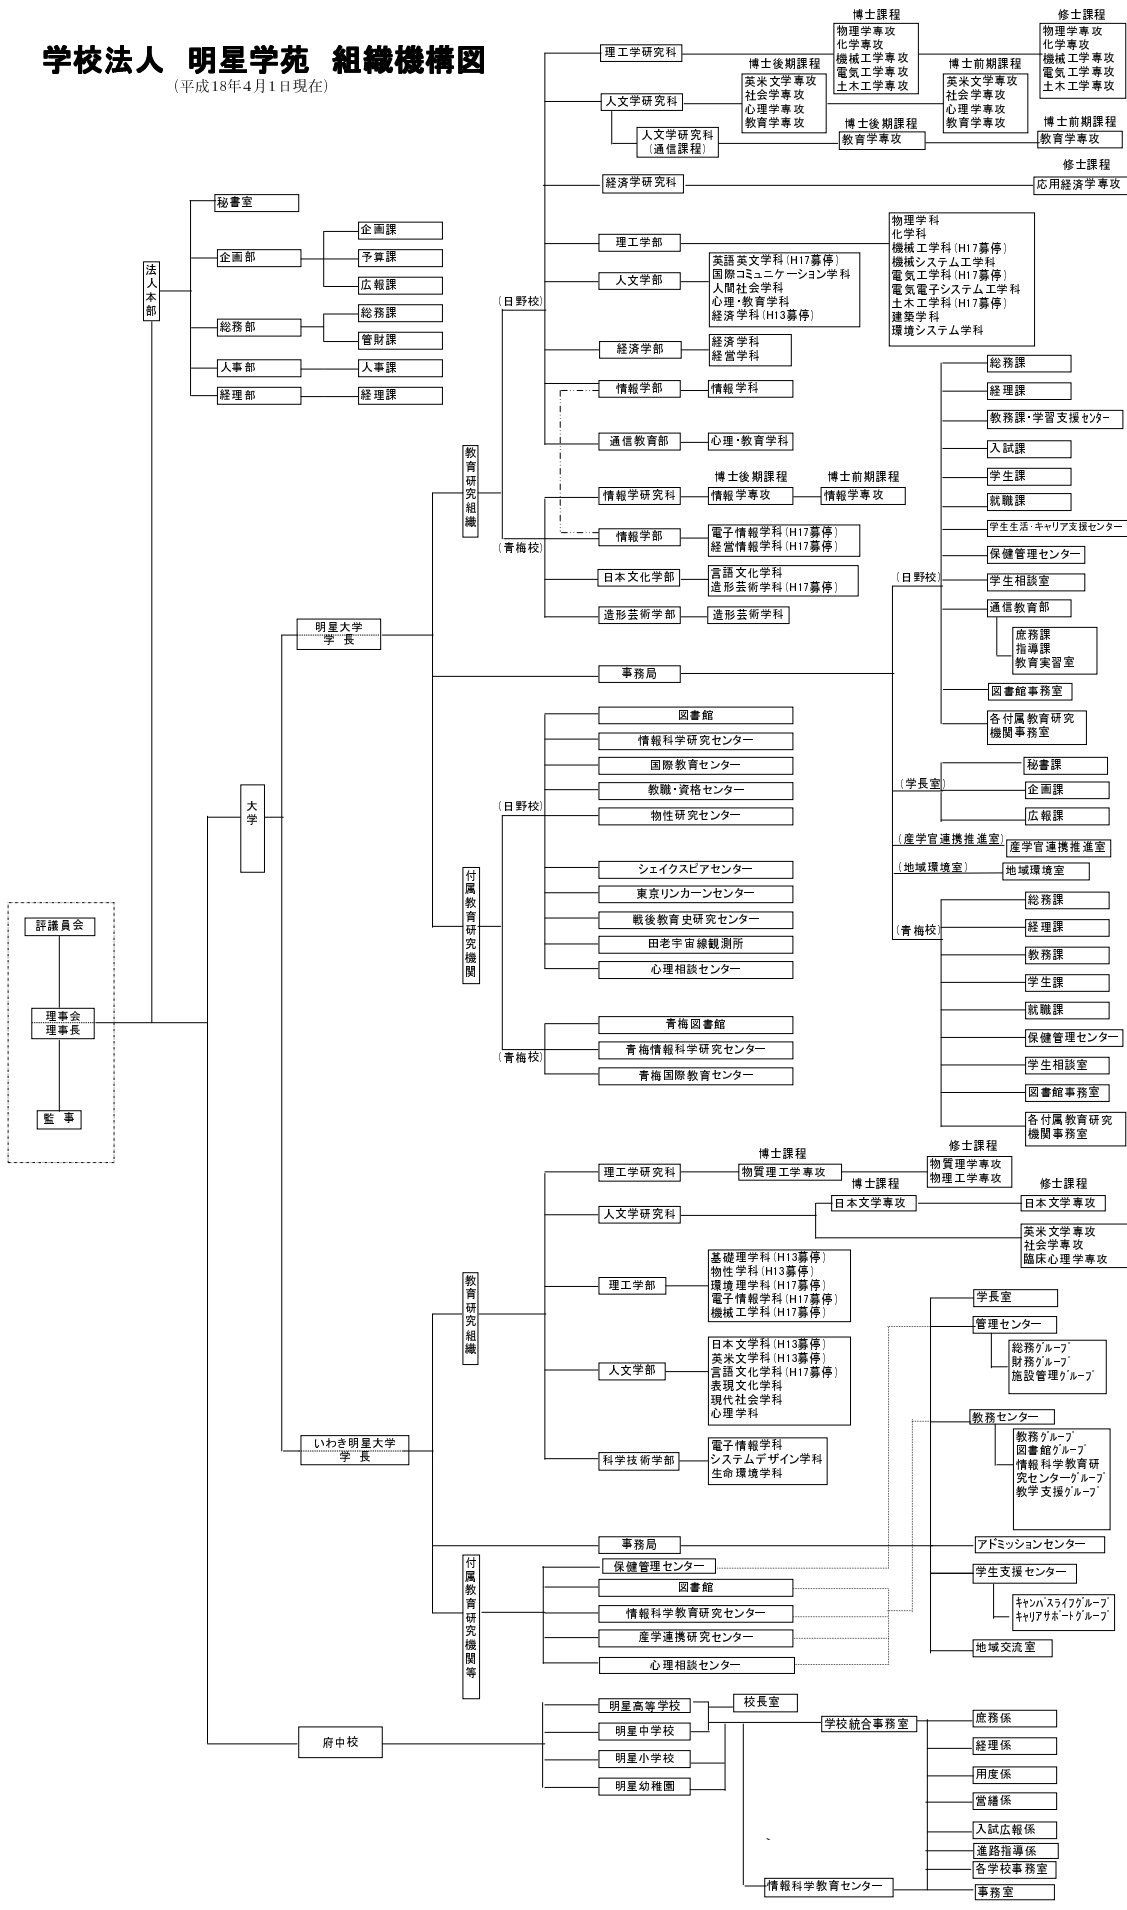 学校法人 明星学苑 組織機構図
(平成18年4月1日現在)
評議員会
理事会
理事長
監 事
法人本部
秘書室
企画部
企画課
予算課
広報課
総務部
総務課
管財課
人事部
人事課
経理部
経理課
大学
明星大学
学 長
教育研究組織
(日野校)
理工学研究科
博士課程
物理学専攻
化学専攻
機械工学専攻
電気工学専攻
土木工学専攻
修士課程
物理学専攻
化学専攻
機械工学専攻
電気工学専攻
土木工学専攻
人文学研究科
博士後期課程
英米文学専攻
社会学専攻
心理学専攻
教育学専攻
博士前期課程
英米文学専攻
社会学専攻
心理学専攻
教育学専攻
人文学研究科
(通信課程)
博士後期課程
教育学専攻
博士前期課程
教育学専攻
経済学研究科
修士課程
応用経済学専攻
理工学部
物理学科
化学科
機械工学科(H17募停)
機械システム工学科
電気工学科(H17募停)
電気電子システム工学科
土木工学科(H17募停)
建築学科
環境システム学科
人文学部
英語英文学科(H17募停)
国際コミュニケーション学科
人間社会学科
心理・教育学科
経済学科(H13募停)
経済学部
経済学科
経営学科
情報学部
情報学科
通信教育部
心理・教育学科
(青梅校)
情報学研究科
博士後期課程
情報学専攻
博士前期課程
情報学専攻
情報学部
電子情報学科(H17募停)
経営情報学科(H17募停)
日本文化学部
言語文化学科
造形芸術学科(H17募停)
造形芸術学部
造形芸術学科
事務局
(日野校)
総務課
経理課
教務課・学習支援センター
入試課
学生課
就職課
学生生活・キャリア支援センター
保健管理センター
学生相談室
通信教育部
庶務課
指導課
教育実習室
図書館事務室
各付属教育研究
機関事務室
(学長室)
秘書課
企画課
広報課
(産学官連携推進室)
産学官連携推進室
(地域環境室)
地域環境室
(青梅校)
総務課
経理課
教務課
学生課
就職課
保健管理センター
学生相談室
図書館事務室
各付属教育研究
機関事務室
付属教育研究機関
(日野校)
図書館
情報科学研究センター
国際教育センター
教職・資格センター
物性研究センター
シェイクスピアセンター
東京リンカーンセンター
戦後教育史研究センター
田老宇宙線観測所
心理相談センター
(青梅校)
青梅図書館
青梅情報科学研究センター
青梅国際教育センター
いわき明星大学
学 長
教育研究組織
理工学研究科
博士課程
物質理工学専攻
修士課程
物質理学専攻
物理工学専攻
人文学研究科
博士課程
日本文学専攻
修士課程
日本文学専攻
英米文学専攻
社会学専攻
臨床心理学専攻
理工学部
基礎理学科(H13募停)
物性学科(H13募停)
環境理学科(H17募停)
電子情報学科(H17募停)
機械工学科(H17募停)
人文学部
日本文学科(H13募停)
英米文学科(H13募停)
言語文化学科(H17募停)
表現文化学科
現代社会学科
心理学科
科学技術学部
電子情報学科
システムデザイン学科
生命環境学科
事務局
学長室
管理センター
総務グループ
財務グループ
施設管理グループ
教務センター
教務グループ
図書館グループ
情報科学教育研
究センターグループ
教学支援グループ
アドミッションセンター
学生支援センター
キャンパスライフグループ
キャリアサポートグループ
地域交流室
付属教育研究機関等
保健管理センター
図書館
情報科学教育研究センター
産学連携研究センター
心理相談センター
府中校
明星高等学校
明星中学校
明星小学校
明星幼稚園
校長室
学校統合事務室
庶務係
経理係
用度係
営繕係
入試広報係
進路指導係
各学校事務室
情報科学教育センター
事務室